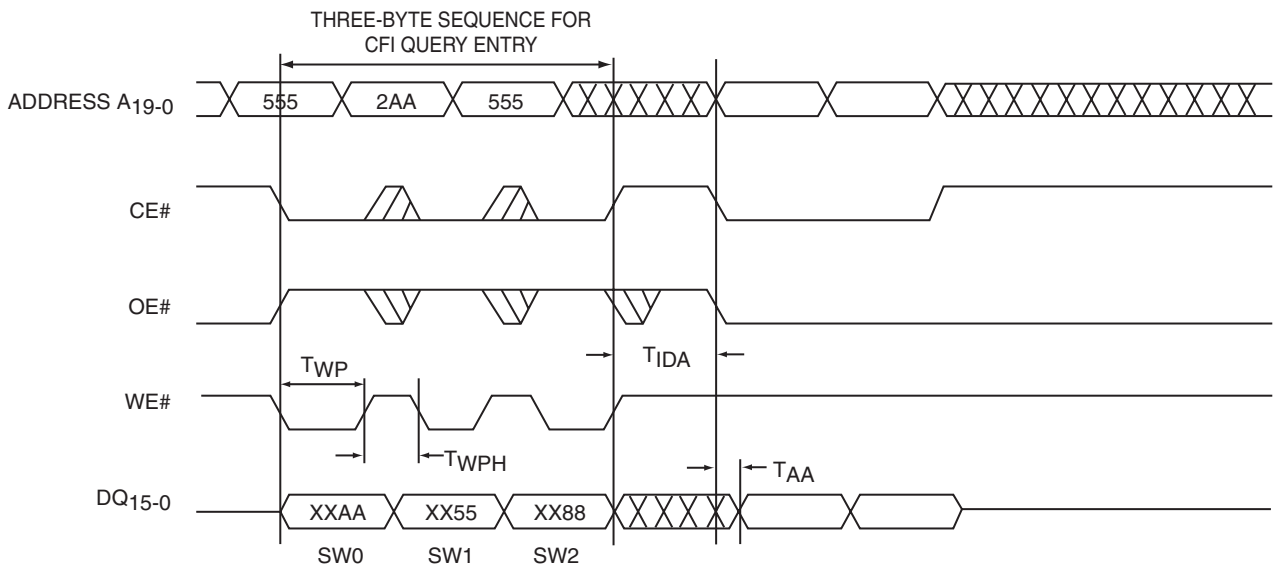 THREE-BYTE SEQUENCE FOR
CFI QUERY ENTRY
ADDRESS A19-0
555
2AA
555
CE#
OE#
TIDA
TWP
WE#
TWPH
TAA
DQ15-0
XXAA
XX55
XX88
SW0
SW1
SW2